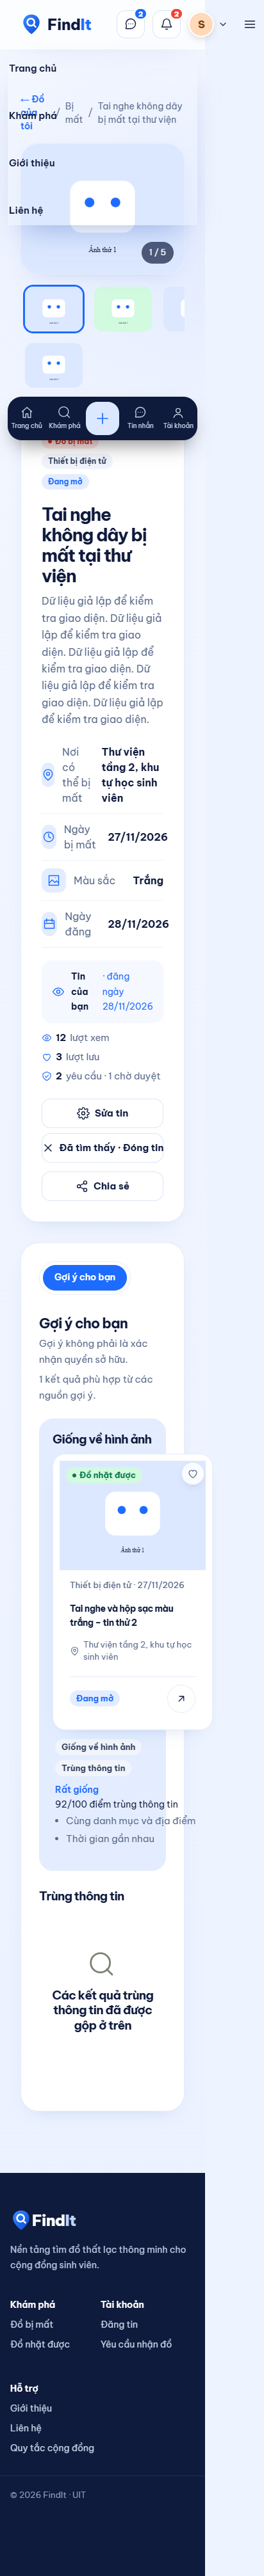 FindIt
2
2
S
Trang chủ
Khám phá
Giới thiệu
Liên hệ
← Đồ của tôi
/
Bị mất
/
Tai nghe không dây bị mất tại thư viện
Ảnh thứ 1
1 / 5
Trang chủ
Khám phá
Tin nhắn
Tài khoản
Đồ bị mất
Thiết bị điện tử
Đang mở
Tai nghe
không dây bị
mất tại thư
viện
Dữ liệu giả lập để kiểm
tra giao diện. Dữ liệu giả
lập để kiểm tra giao
diện. Dữ liệu giả lập để
kiểm tra giao diện. Dữ
liệu giả lập để kiểm tra
giao diện. Dữ liệu giả lập
để kiểm tra giao diện.
Nơi có thể bị mất
Thư viện tầng 2, khu tự học sinh viên
Ngày bị mất
27/11/2026
Màu sắc
Trắng
Ngày đăng
28/11/2026
Tin của bạn
· đăng ngày 28/11/2026
12 lượt xem
3 lượt lưu
2 yêu cầu · 1 chờ duyệt
Sửa tin
Đã tìm thấy · Đóng tin
Chia sẻ
Gợi ý cho bạn
Gợi ý cho bạn
Gợi ý không phải là xác
nhận quyền sở hữu.
1 kết quả phù hợp từ các
nguồn gợi ý.
Giống về hình ảnh
Đồ nhặt được
Ảnh thứ 1
Thiết bị điện tử · 27/11/2026
Tai nghe và hộp sạc màu
trắng – tin thử 2
Thư viện tầng 2, khu tự học
sinh viên
Đang mở
Giống về hình ảnh
Trùng thông tin
Rất giống
92/100 điểm trùng thông tin
• Cùng danh mục và địa điểm
• Thời gian gần nhau
Trùng thông tin
Các kết quả trùng
thông tin đã được
gộp ở trên
FindIt
Nền tảng tìm đồ thất lạc thông minh cho
cộng đồng sinh viên.
Khám phá
Đồ bị mất
Đồ nhặt được
Tài khoản
Đăng tin
Yêu cầu nhận đồ
Hỗ trợ
Giới thiệu
Liên hệ
Quy tắc cộng đồng
© 2026 FindIt · UIT